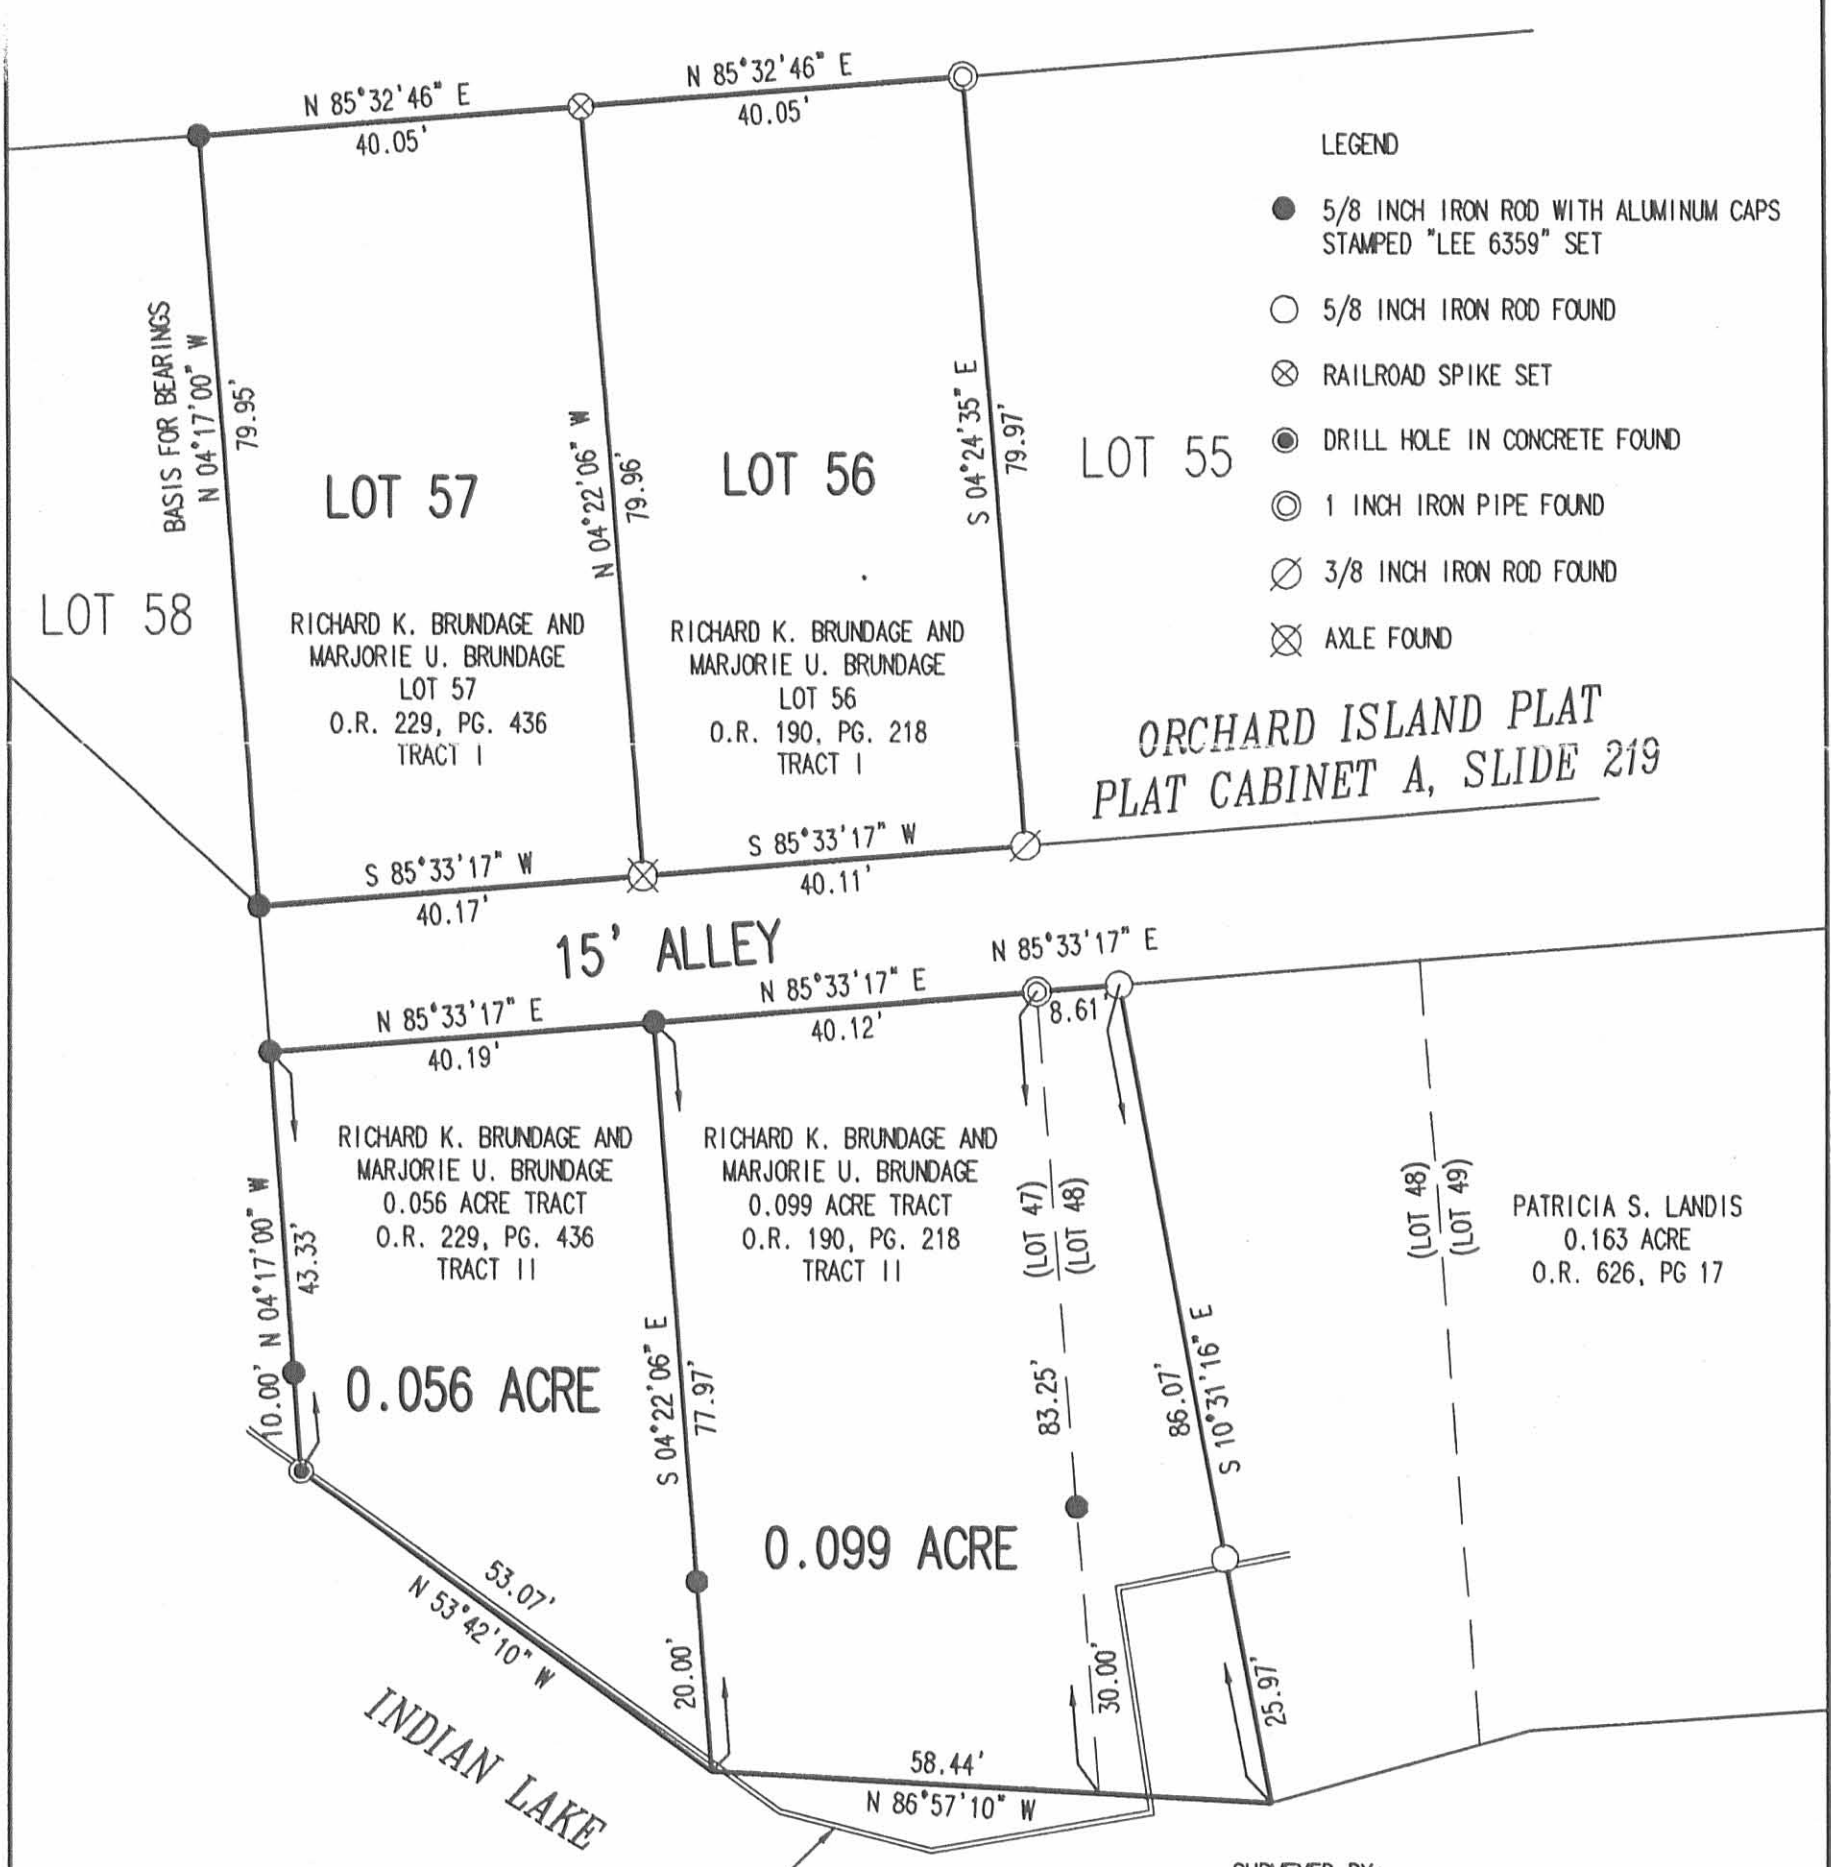 N 85°32'46" E
40.05'
N 85°32'46" E
40.05'
LEGEND
5/8 INCH IRON ROD WITH ALUMINUM CAPS
STAMPED "LEE 6359" SET
5/8 INCH IRON ROD FOUND
RAILROAD SPIKE SET
DRILL HOLE IN CONCRETE FOUND
1 INCH IRON PIPE FOUND
3/8 INCH IRON ROD FOUND
AXLE FOUND
BASIS FOR BEARINGS
N 04°17'00" W
79.95'
N 04°22'06" W
79.96'
S 04°24'35" E
79.97'
LOT 58
LOT 57
LOT 56
LOT 55
RICHARD K. BRUNDAGE AND
MARJORIE U. BRUNDAGE
LOT 57
O.R. 229, PG. 436
TRACT I
RICHARD K. BRUNDAGE AND
MARJORIE U. BRUNDAGE
LOT 56
O.R. 190, PG. 218
TRACT I
ORCHARD ISLAND PLAT
PLAT CABINET A, SLIDE 219
S 85°33'17" W
40.17'
S 85°33'17" W
40.11'
15' ALLEY
N 85°33'17" E
40.19'
N 85°33'17" E
40.12'
N 85°33'17" E
8.61'
RICHARD K. BRUNDAGE AND
MARJORIE U. BRUNDAGE
0.056 ACRE TRACT
O.R. 229, PG. 436
TRACT II
RICHARD K. BRUNDAGE AND
MARJORIE U. BRUNDAGE
0.099 ACRE TRACT
O.R. 190, PG. 218
TRACT II
(LOT 47)
(LOT 48)
(LOT 48)
(LOT 49)
PATRICIA S. LANDIS
0.163 ACRE
O.R. 626, PG 17
10.00' N 04°17'00" W
43.33'
0.056 ACRE
S 04°22'06" E
77.97'
83.25'
86.07'
S 10°31'16" E
0.099 ACRE
53.07'
N 53°42'10" W
20.00'
30.00'
25.97'
INDIAN LAKE
58.44'
N 86°57'10" W
SURVEYED BY